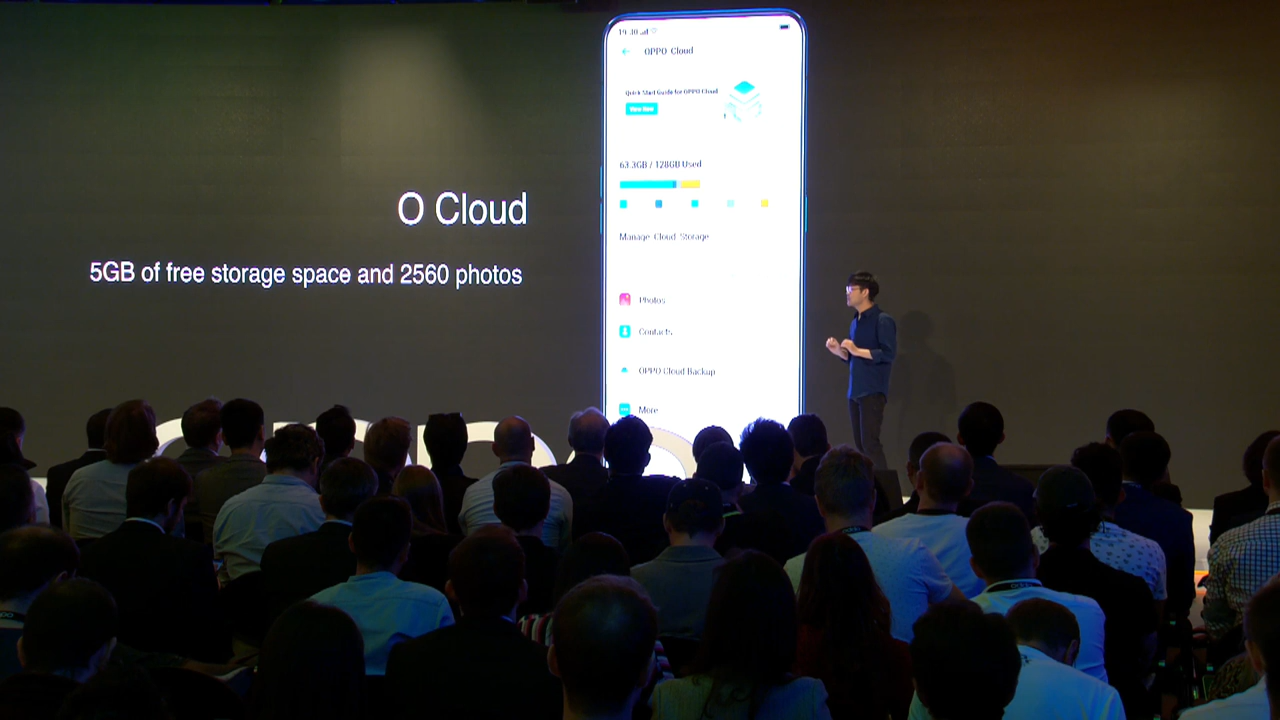 O Cloud
5GB of free storage space and 2560 photos
OPPO Cloud
Quick Start Guide for OPPO Cloud
View Now
63.3GB / 128GB Used
Manage Cloud Storage
Photos
Contacts
OPPO Cloud Backup
More